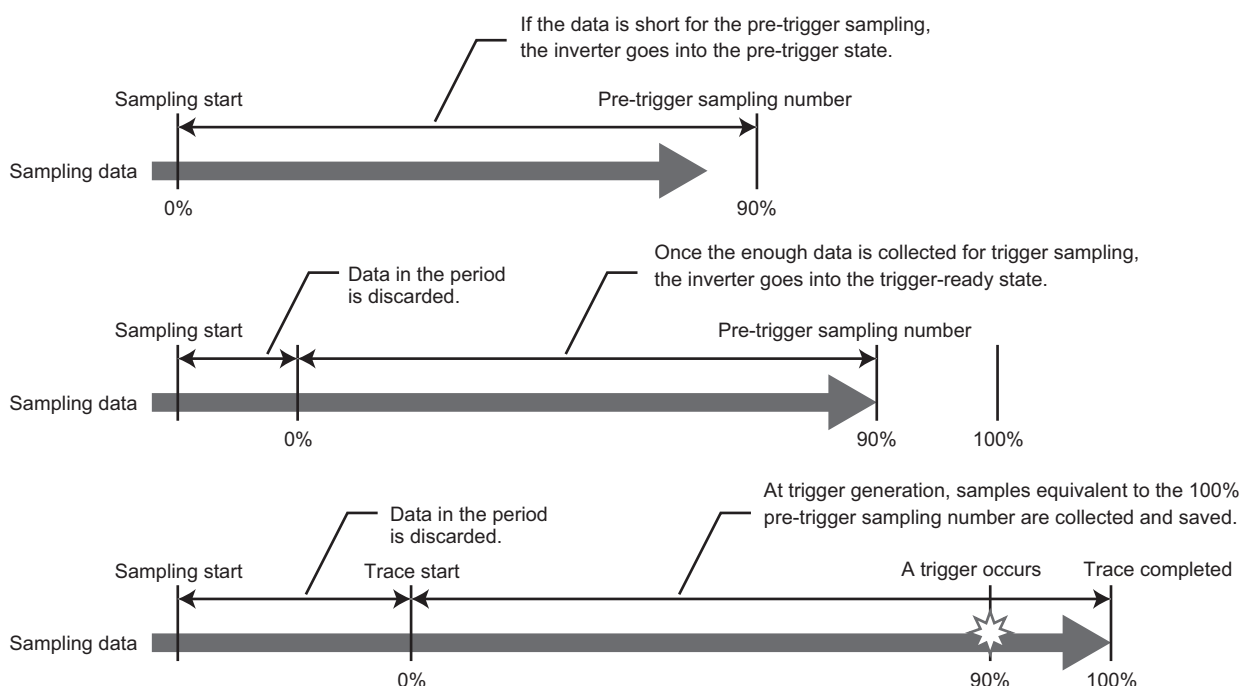 If the data is short for the pre-trigger sampling,
the inverter goes into the pre-trigger state.
Sampling start
Pre-trigger sampling number
Sampling data
0%
90%
Once the enough data is collected for trigger sampling,
the inverter goes into the trigger-ready state.
Data in the period
is discarded.
Sampling start
Pre-trigger sampling number
Sampling data
0%
90%
100%
At trigger generation, samples equivalent to the 100%
pre-trigger sampling number are collected and saved.
Data in the period
is discarded.
Sampling start
Trace start
A trigger occurs
Trace completed
Sampling data
0%
90%
100%